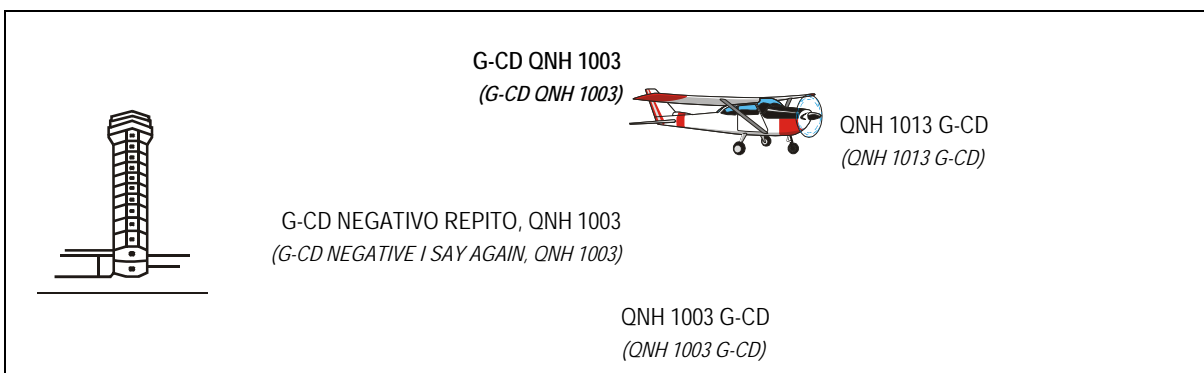 G-CD QNH 1003
(G-CD QNH 1003)
QNH 1013 G-CD
(QNH 1013 G-CD)
G-CD NEGATIVO REPITO, QNH 1003
(G-CD NEGATIVE I SAY AGAIN, QNH 1003)
QNH 1003 G-CD
(QNH 1003 G-CD)